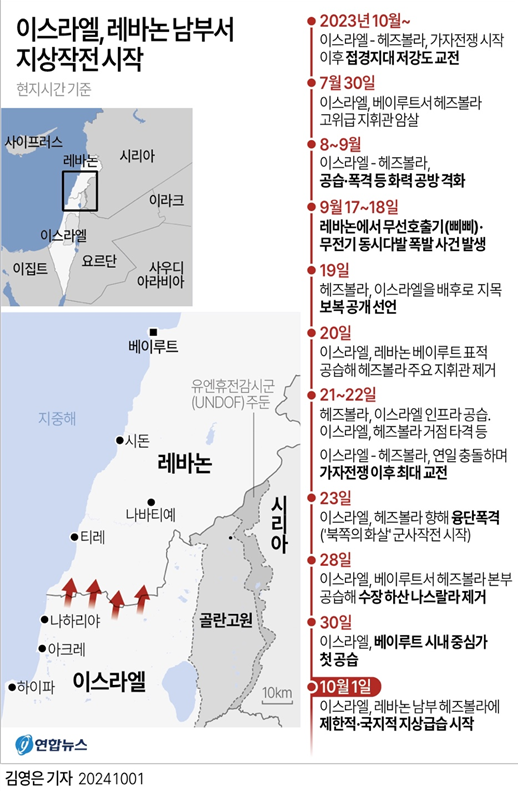 이스라엘, 레바논 남부서
지상작전 시작
현지시간 기준
사이프러스
레바논
시리아
이라크
이스라엘
요르단
이집트
사우디
아라비아
베이루트
유엔휴전감시군
(UNDOF) 주둔
지중해
시돈
레바논
시리아
나바티예
티레
골란고원
나하리야
아크레
이스라엘
하이파
10km
2023년 10월~
이스라엘 - 헤즈볼라, 가자전쟁 시작
이후 접경지대 저강도 교전
7월 30일
이스라엘, 베이루트서 헤즈볼라
고위급 지휘관 암살
8~9월
이스라엘 - 헤즈볼라,
공습·폭격 등 화력 공방 격화
9월 17~18일
레바논에서 무선호출기(삐삐)·
무전기 동시다발 폭발 사건 발생
19일
헤즈볼라, 이스라엘을 배후로 지목
보복 공개 선언
20일
이스라엘, 레바논 베이루트 표적
공습해 헤즈볼라 주요 지휘관 제거
21~22일
헤즈볼라, 이스라엘 인프라 공습.
이스라엘, 헤즈볼라 거점 타격 등
이스라엘 - 헤즈볼라, 연일 충돌하며
가자전쟁 이후 최대 교전
23일
이스라엘, 헤즈볼라 향해 융단폭격
('북쪽의 화살' 군사작전 시작)
28일
이스라엘, 베이루트서 헤즈볼라 본부
공습해 수장 하산 나스랄라 제거
30일
이스라엘, 베이루트 시내 중심가
첫 공습
10월 1일
이스라엘, 레바논 남부 헤즈볼라에
제한적·국지적 지상급습 시작
연합뉴스
김영은 기자 20241001